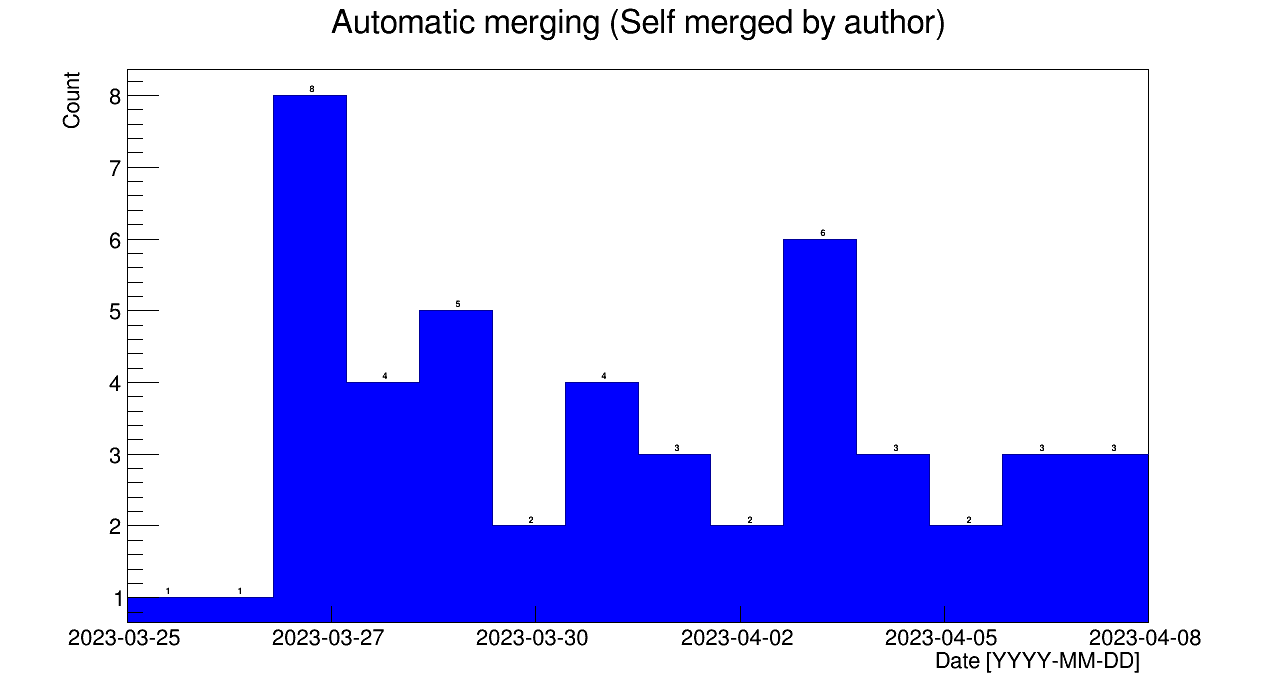 Automatic merging (Self merged by author)
Count
8
7
6
5
4
3
2
1
1 1 8 4 5 2 4 3 2 6 3 2 3 3
2023-03-25 2023-03-27 2023-03-30 2023-04-02 2023-04-05 2023-04-08
Date [YYYY-MM-DD]